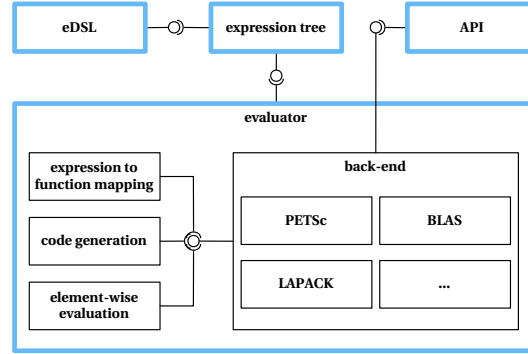 eDSL
expression tree
API
evaluator
expression to
function mapping
code generation
element-wise
evaluation
back-end
PETSc
BLAS
LAPACK
...